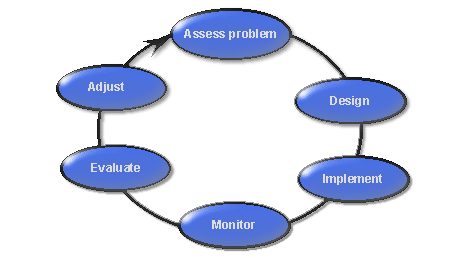 Assess problem
Design
Implement
Monitor
Evaluate
Adjust